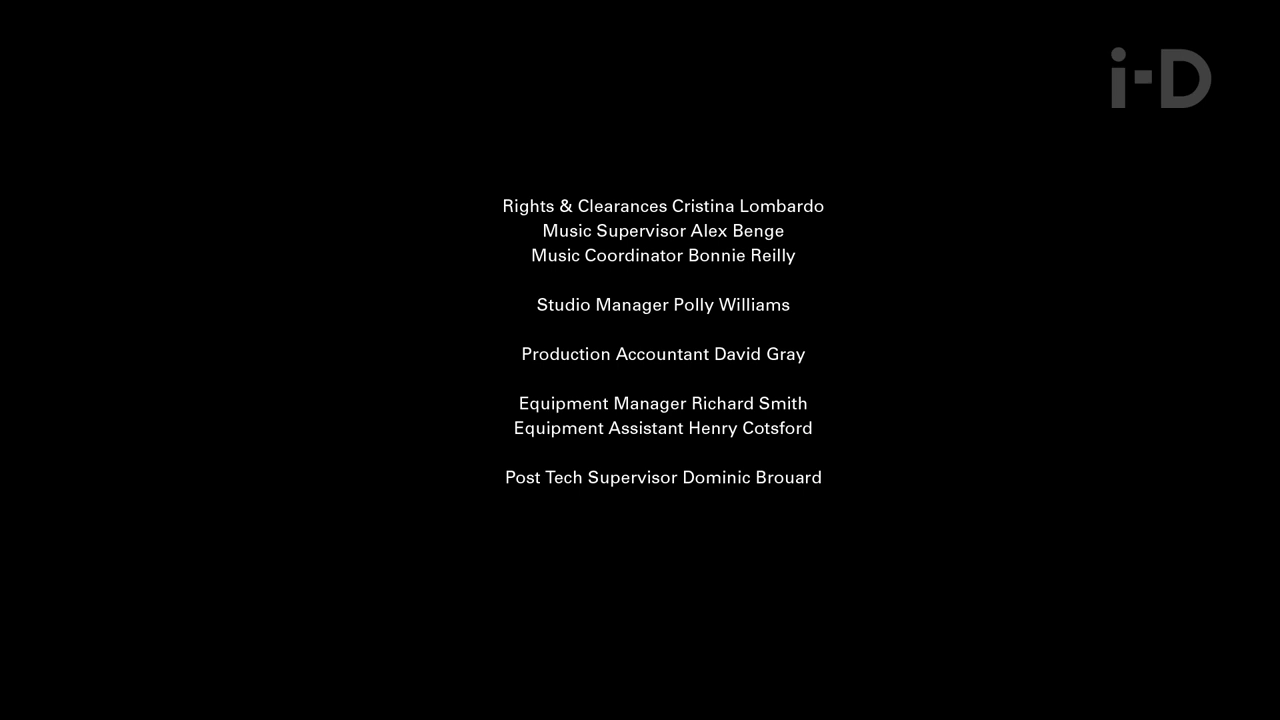 i-D
Rights & Clearances Cristina Lombardo
Music Supervisor Alex Benge
Music Coordinator Bonnie Reilly
Studio Manager Polly Williams
Production Accountant David Gray
Equipment Manager Richard Smith
Equipment Assistant Henry Cotsford
Post Tech Supervisor Dominic Brouard